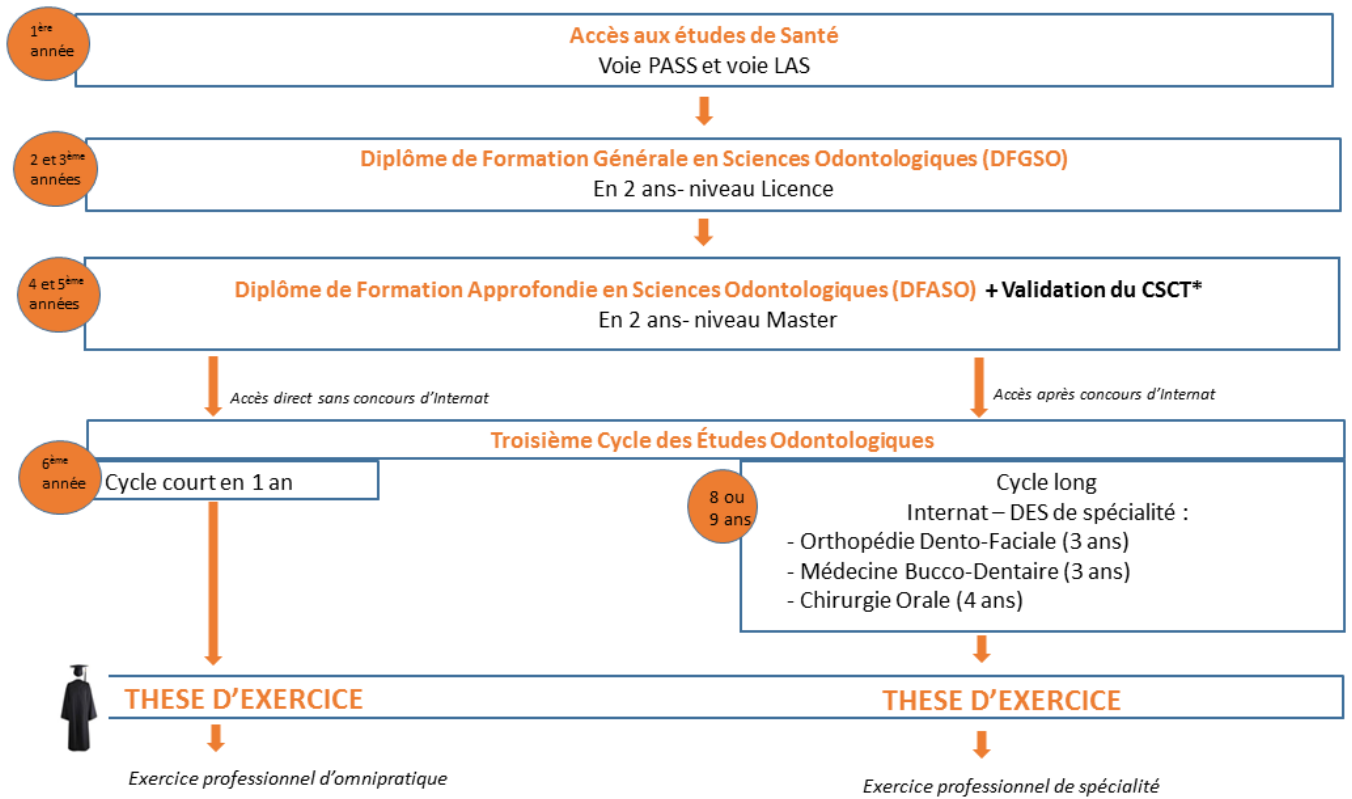 1ère
année
Accès aux études de Santé
Voie PASS et voie LAS
2 et 3ème
années
Diplôme de Formation Générale en Sciences Odontologiques (DFGSO)
En 2 ans- niveau Licence
4 et 5ème
années
Diplôme de Formation Approfondie en Sciences Odontologiques (DFASO) + Validation du CSCT*
En 2 ans- niveau Master
Accès direct sans concours d'Internat
Accès après concours d'Internat
Troisième Cycle des Études Odontologiques
6ème
année
Cycle court en 1 an
8 ou
9 ans
Cycle long
Internat – DES de spécialité :
- Orthopédie Dento-Faciale (3 ans)
- Médecine Bucco-Dentaire (3 ans)
- Chirurgie Orale (4 ans)
THESE D'EXERCICE
THESE D'EXERCICE
Exercice professionnel d'omnipratique
Exercice professionnel de spécialité